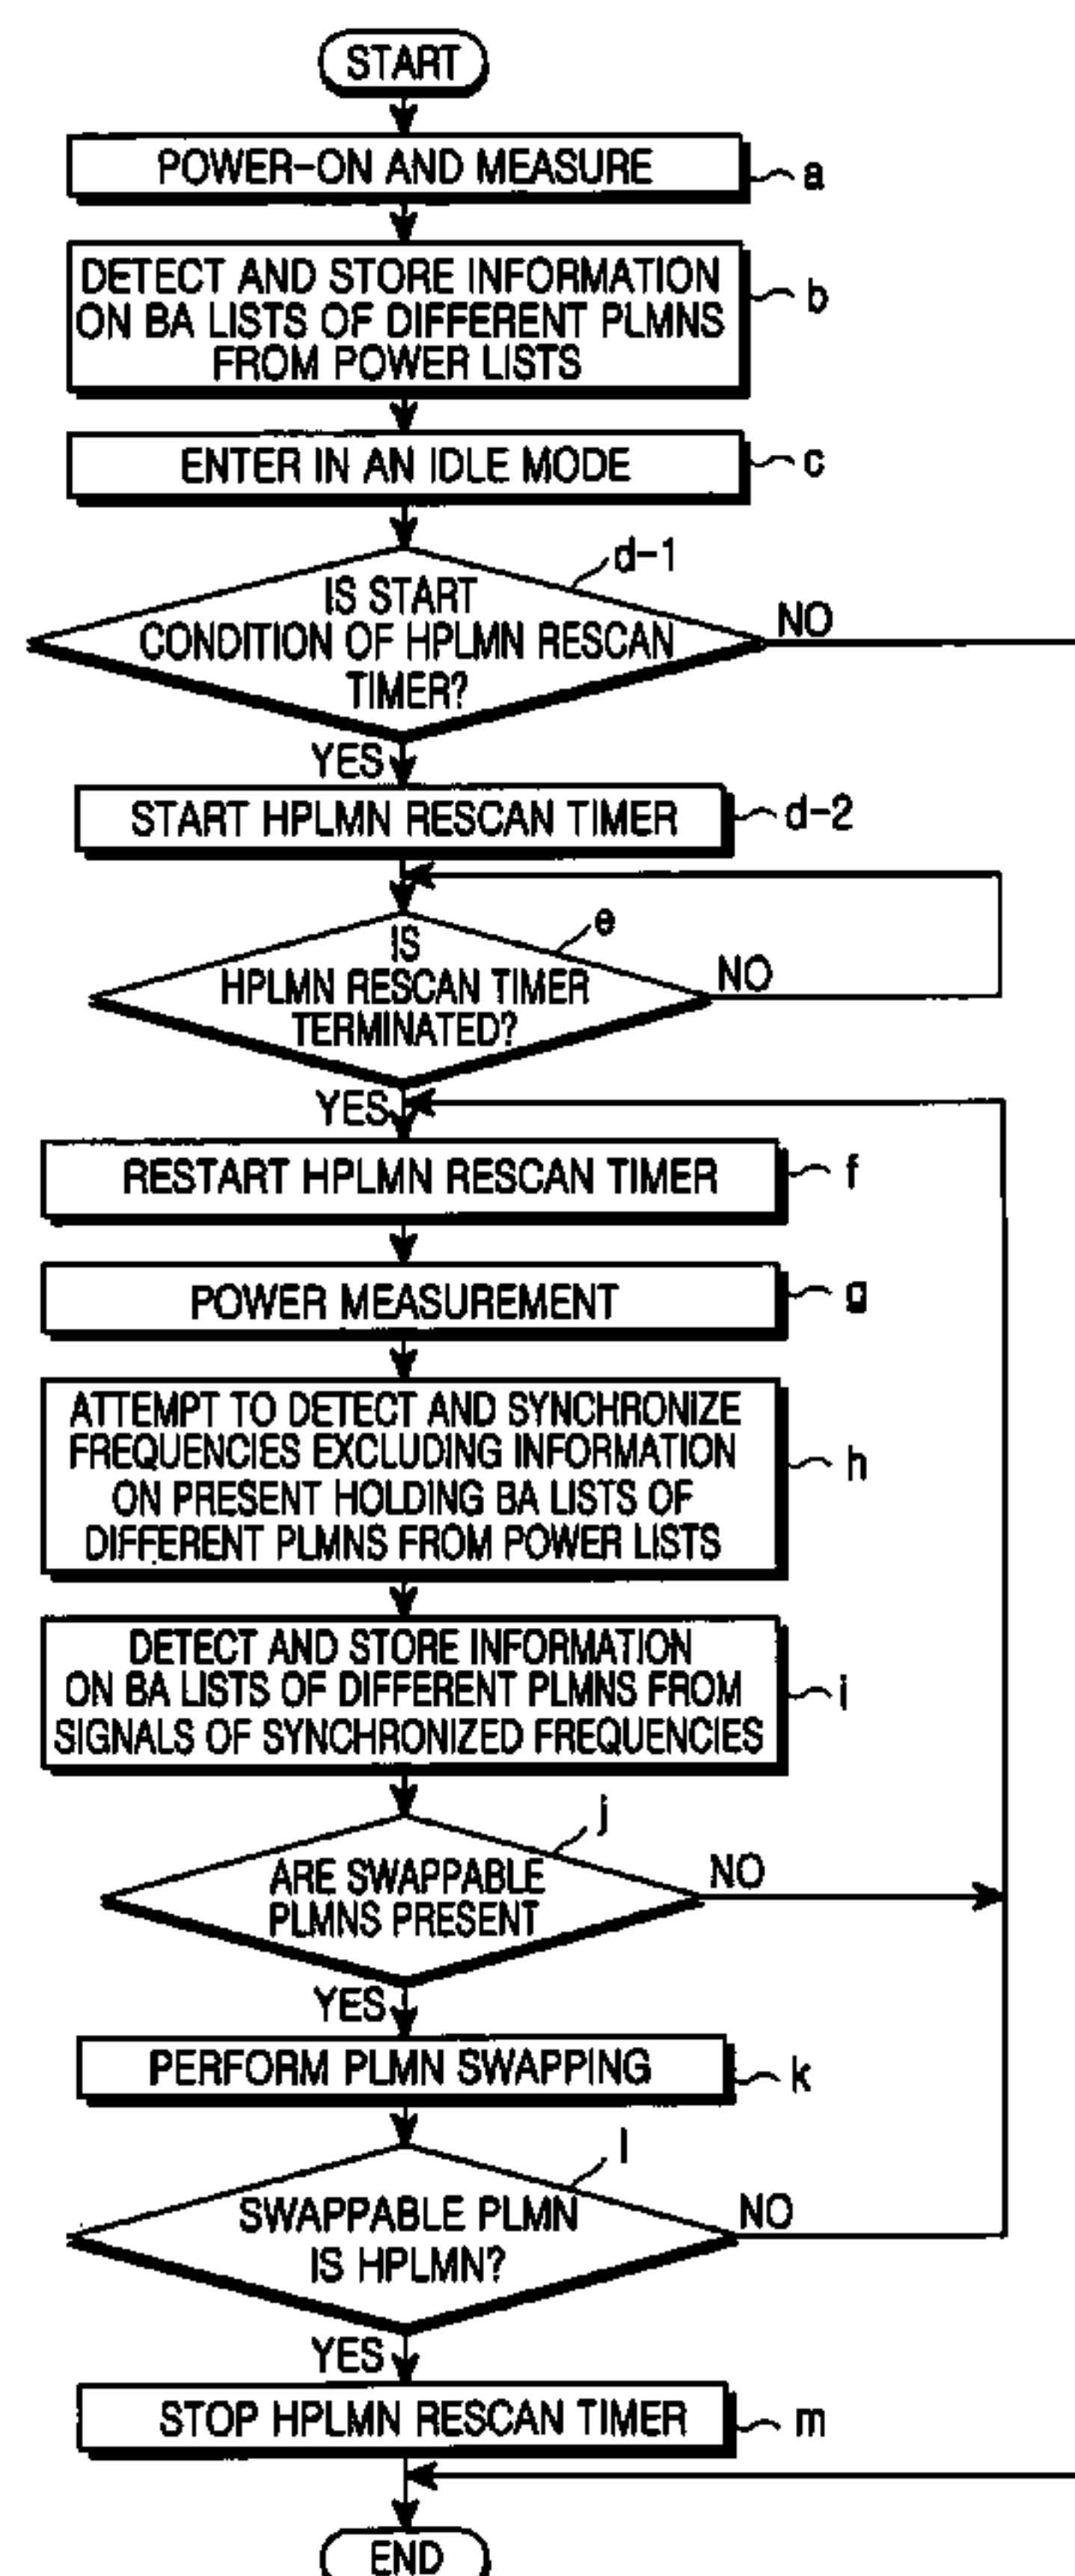 START
POWER-ON AND MEASURE
a
DETECT AND STORE INFORMATION
ON BA LISTS OF DIFFERENT PLMNS
FROM POWER LISTS
b
ENTER IN AN IDLE MODE
c
d-1
IS START
CONDITION OF HPLMN RESCAN
TIMER?
NO
YES
START HPLMN RESCAN TIMER
d-2
e
IS
HPLMN RESCAN TIMER
TERMINATED?
NO
YES
RESTART HPLMN RESCAN TIMER
f
POWER MEASUREMENT
g
ATTEMPT TO DETECT AND SYNCHRONIZE
FREQUENCIES EXCLUDING INFORMATION
ON PRESENT HOLDING BA LISTS OF
DIFFERENT PLMNS FROM POWER LISTS
h
DETECT AND STORE INFORMATION
ON BA LISTS OF DIFFERENT PLMNS FROM
SIGNALS OF SYNCHRONIZED FREQUENCIES
i
j
ARE SWAPPABLE
PLMNS PRESENT
NO
YES
PERFORM PLMN SWAPPING
k
l
SWAPPABLE PLMN
IS HPLMN?
NO
YES
STOP HPLMN RESCAN TIMER
m
END